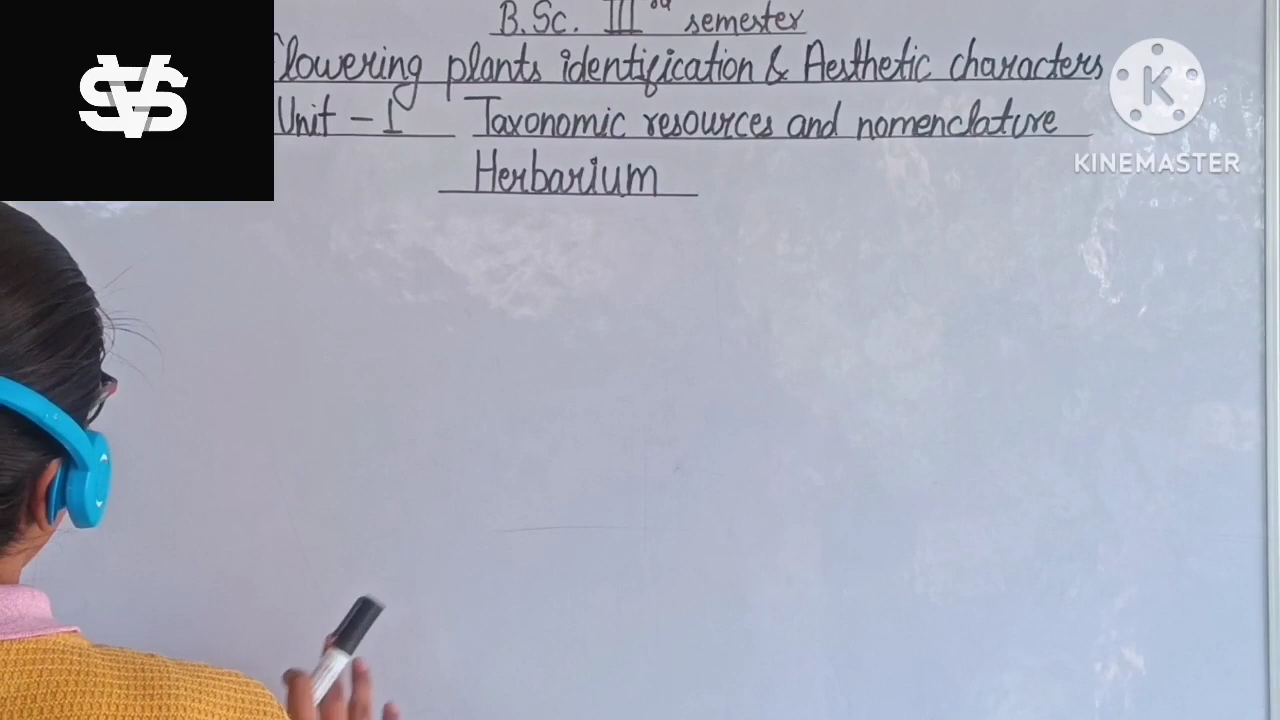 B.Sc. III rd semester
Flowering plants identification & Aesthetic characters
Unit - I Taxonomic resources and nomenclature
Herbarium
K
KINEMASTER